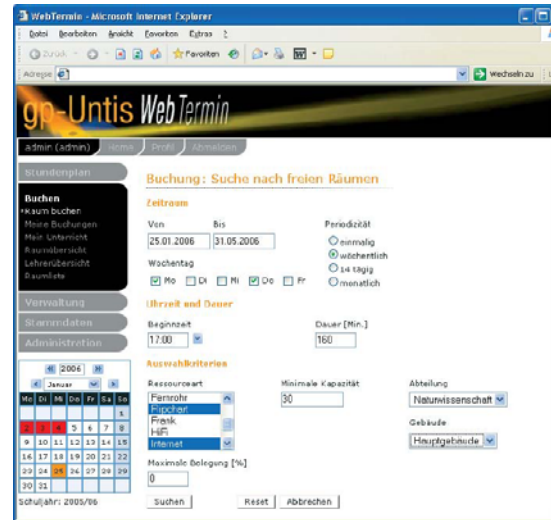 WebTermin - Microsoft Internet Explorer
Datei Bearbeiten Ansicht Favoriten Extras ?
Zurück Favoriten
Adresse Wechseln zu
gp-Untis WebTermin
admin (admin) Home Profil Abmelden
Stundenplan
Buchen
Raum buchen
Meine Buchungen
Mein Unterricht
Raumübersicht
Lehrerübersicht
Raumliste
Verwaltung
Stammdaten
Administration
2006
Januar
Mo Di Mi Do Fr Sa So
1
2 3 4 5 6 7 8
9 10 11 12 13 14 15
16 17 18 19 20 21 22
23 24 25 26 27 28 29
30 31
Schuljahr: 2005/06
Buchung: Suche nach freien Räumen
Zeitraum
Von Bis Periodizität
25.01.2006 31.05.2006
einmalig
wöchentlich
14 tägig
monatlich
Wochentag
Mo Di Mi Do Fr
Uhrzeit und Dauer
Beginnzeit Dauer [Min.]
17:00 160
Auswahlkriterien
Ressourceart Minimale Kapazität Abteilung
Fernrohr
Flipchart
Frank
HiFi
Internet
30
Naturwissenschaft
Gebäude
Hauptgebäude
Maximale Belegung [%]
0
Suchen Reset Abbrechen